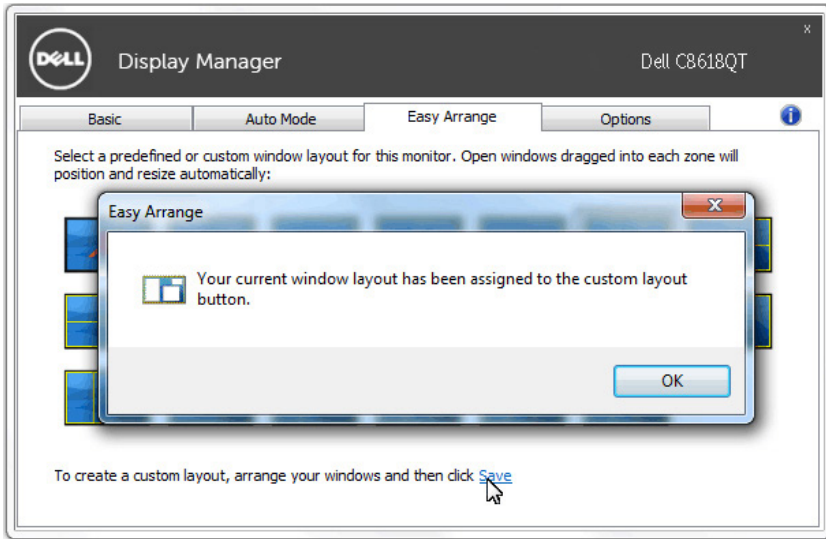 DELL
Display Manager
Dell C8618QT
x
Basic
Auto Mode
Easy Arrange
Options
i
Select a predefined or custom window layout for this monitor. Open windows dragged into each zone will
position and resize automatically:
Easy Arrange
x
Your current window layout has been assigned to the custom layout
button.
OK
To create a custom layout, arrange your windows and then click Save